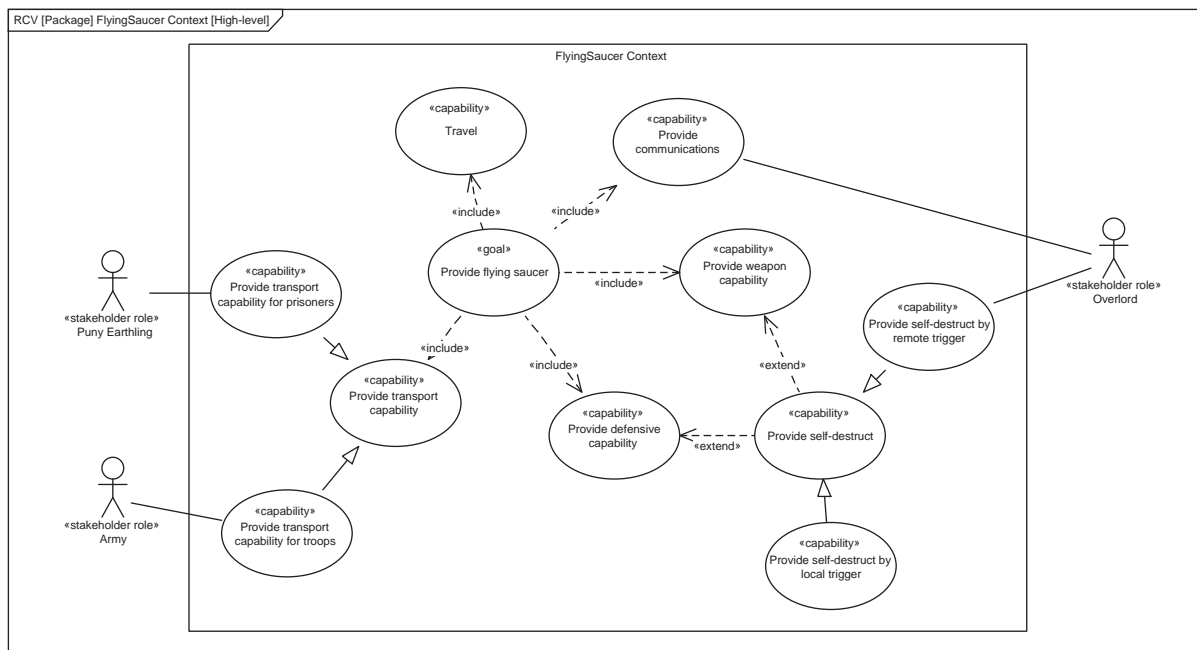 RCV [Package] FlyingSaucer Context [High-level]
FlyingSaucer Context
«capability»
Travel
«capability»
Provide
communications
«include»
«include»
«goal»
Provide flying saucer
«capability»
Provide weapon
capability
«include»
«stakeholder role»
Puny Earthling
«capability»
Provide transport
capability for prisoners
«stakeholder role»
Overlord
«capability»
Provide self-destruct by
remote trigger
«include»
«include»
«extend»
«capability»
Provide transport
capability
«capability»
Provide defensive
capability
«extend»
«capability»
Provide self-destruct
«stakeholder role»
Army
«capability»
Provide transport
capability for troops
«capability»
Provide self-destruct by
local trigger